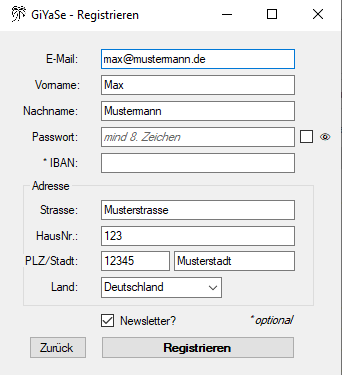 GiYaSe - Registrieren
E-Mail: max@mustermann.de
Vorname: Max
Nachname: Mustermann
Passwort: mind 8. Zeichen
* IBAN:
Adresse
Strasse: Musterstrasse
HausNr.: 123
PLZ/Stadt: 12345 Musterstadt
Land: Deutschland
Newsletter? * optional
Zurück Registrieren